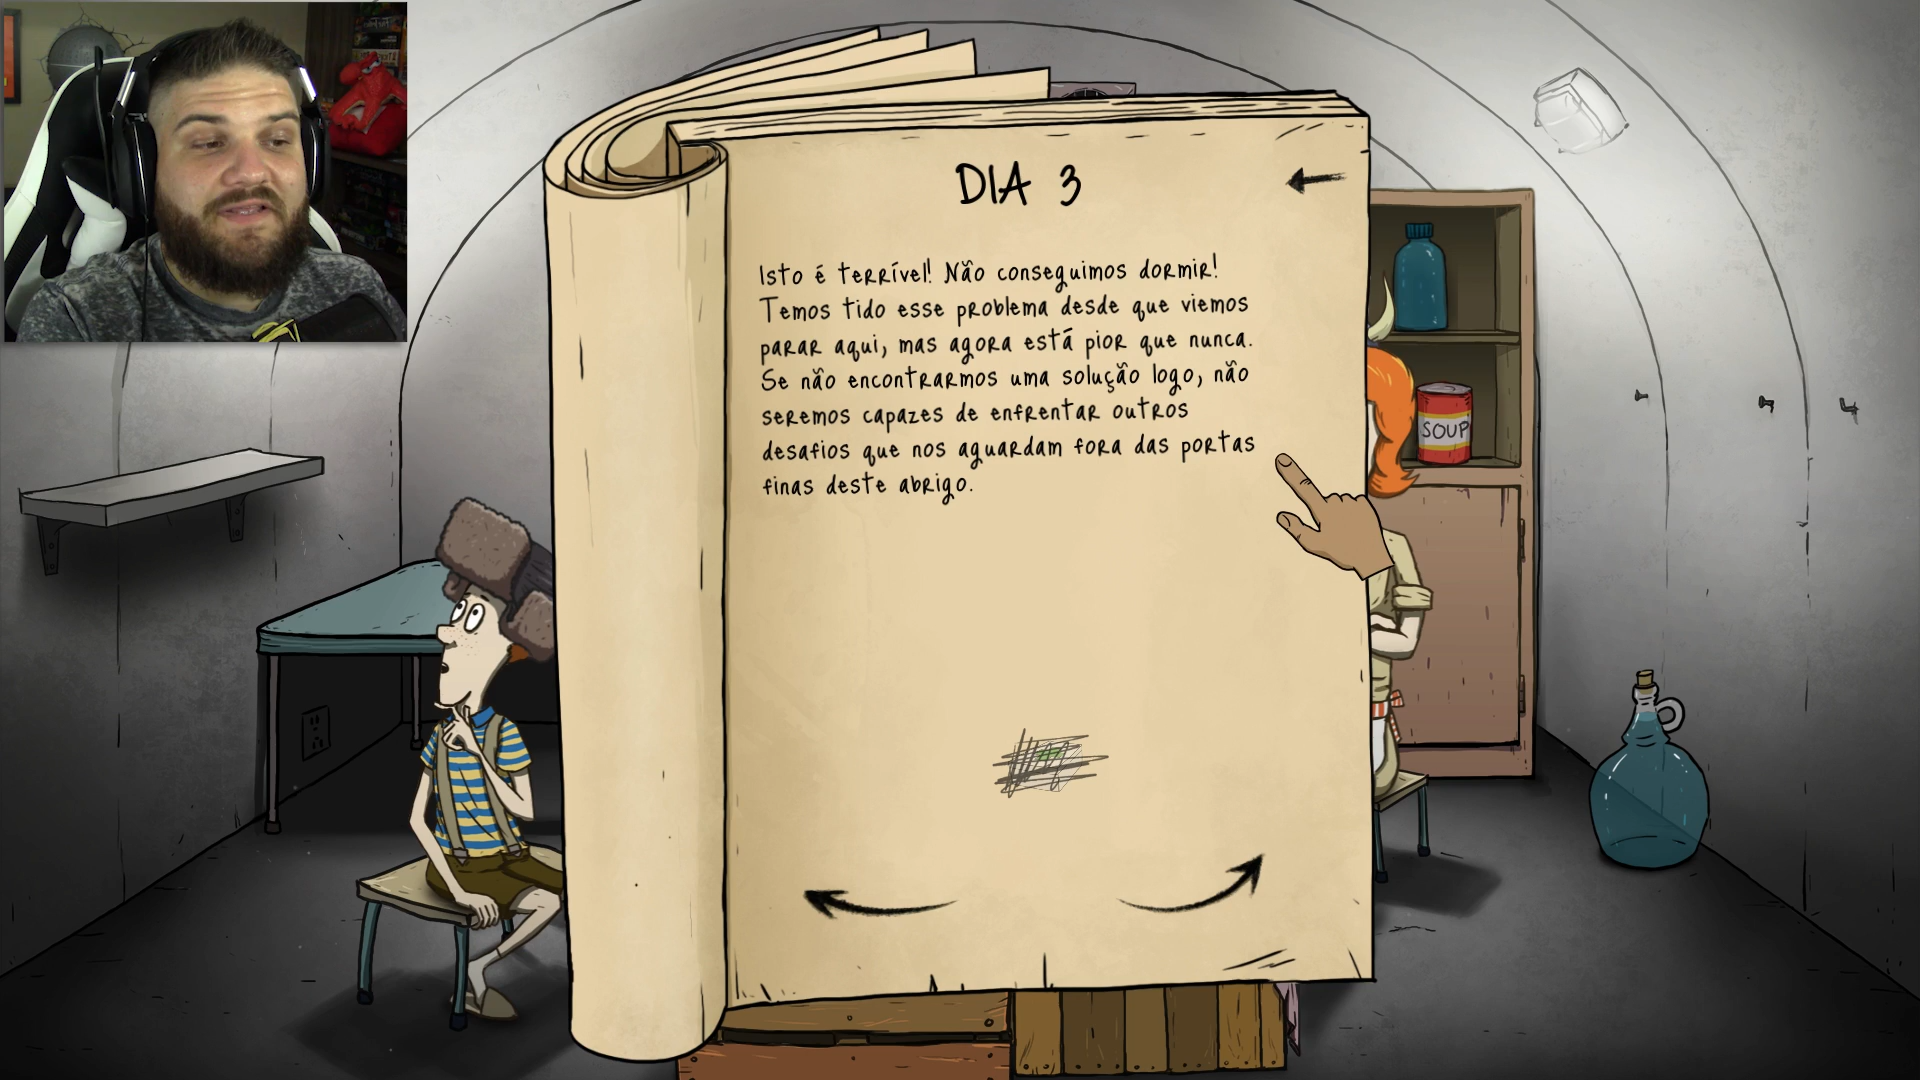 DIA 3
Isto é terrível! Não conseguimos dormir!
Temos tido esse problema desde que viemos
parar aqui, mas agora está pior que nunca.
Se não encontrarmos uma solução logo, não
seremos capazes de enfrentar outros
desafios que nos aguardam fora das portas
finas deste abrigo.
SOUP